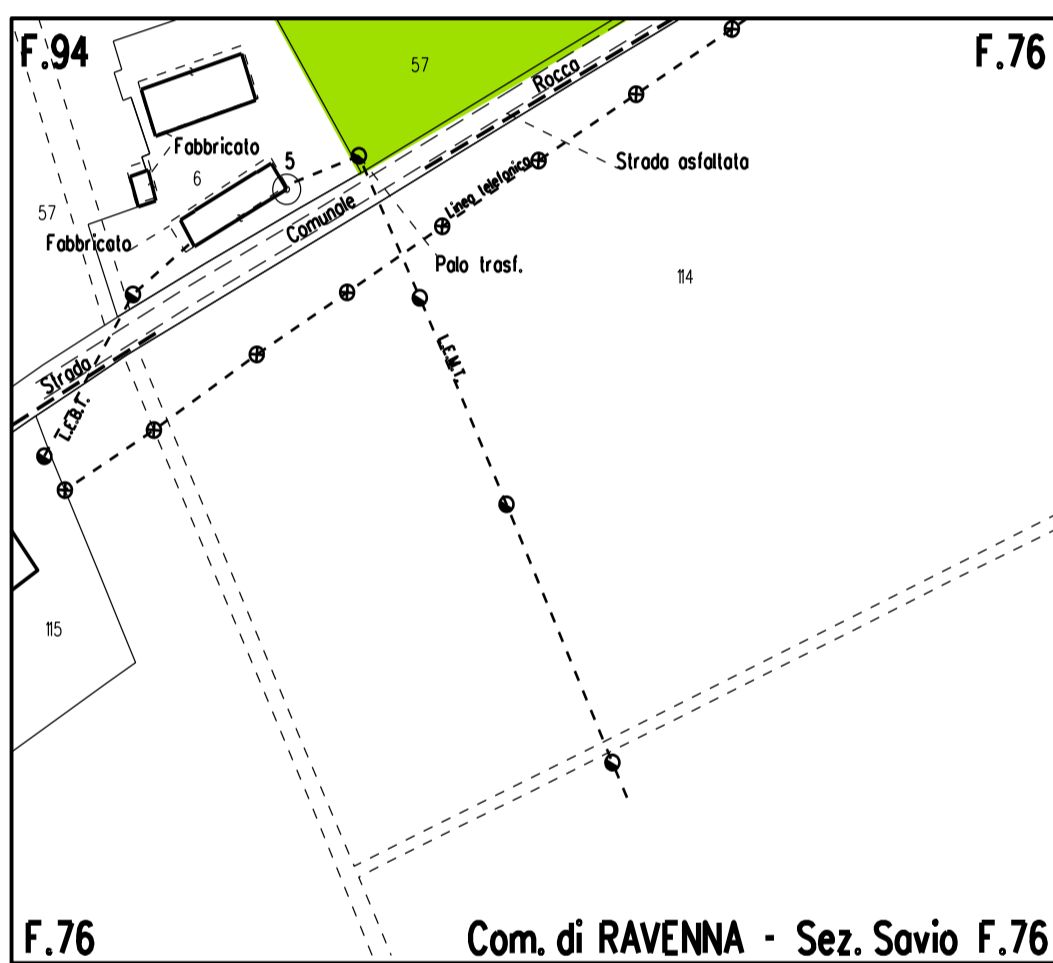 F.94
F.76
57
Rocca
Fabbricato
5
Strada asfaltata
6
Linea telefonica
57
Comunale
Fabbricato
Palo trasf.
114
L.E.M.T.
Strada
L.E.B.T.
115
F.76
Com. di RAVENNA - Sez. Savio F.76